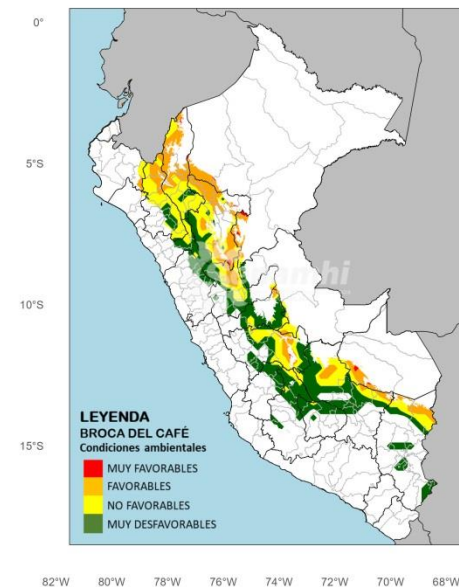 0°
5°S
10°S
15°S
senamhi
LEYENDA
BROCA DEL CAFÉ
Condiciones ambientales
MUY FAVORABLES
FAVORABLES
NO FAVORABLES
MUY DESFAVORABLES
82°W 80°W 78°W 76°W 74°W 72°W 70°W 68°W